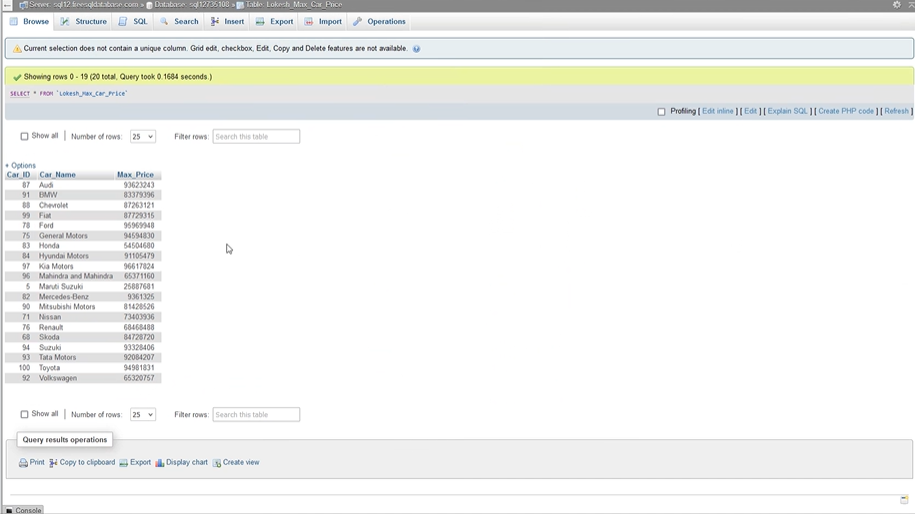 Server: sql12.freesqldatabase.com » Database: sql12735108 » Table: Lokesh_Max_Car_Price
Browse Structure SQL Search Insert Export Import Operations
Current selection does not contain a unique column. Grid edit, checkbox, Edit, Copy and Delete features are not available.
Showing rows 0 - 19 (20 total, Query took 0.1684 seconds.)
SELECT * FROM `Lokesh_Max_Car_Price`
Profiling [ Edit inline ] [ Edit ] [ Explain SQL ] [ Create PHP code ] [ Refresh ]
Show all | Number of rows: 25 Filter rows: Search this table
+ Options
Car_ID Car_Name Max_Price
87 Audi 93623243
91 BMW 83379396
88 Chevrolet 87263121
99 Fiat 87729315
78 Ford 95969948
75 General Motors 94594830
83 Honda 54504680
84 Hyundai Motors 91105479
97 Kia Motors 96617824
96 Mahindra and Mahindra 65371160
5 Maruti Suzuki 25887681
82 Mercedes-Benz 9361325
90 Mitsubishi Motors 81428526
71 Nissan 73403936
76 Renault 68468488
68 Skoda 84728720
94 Suzuki 93328406
93 Tata Motors 92084207
100 Toyota 94981831
92 Volkswagen 65320757
Show all | Number of rows: 25 Filter rows: Search this table
Query results operations
Print Copy to clipboard Export Display chart Create view
Console